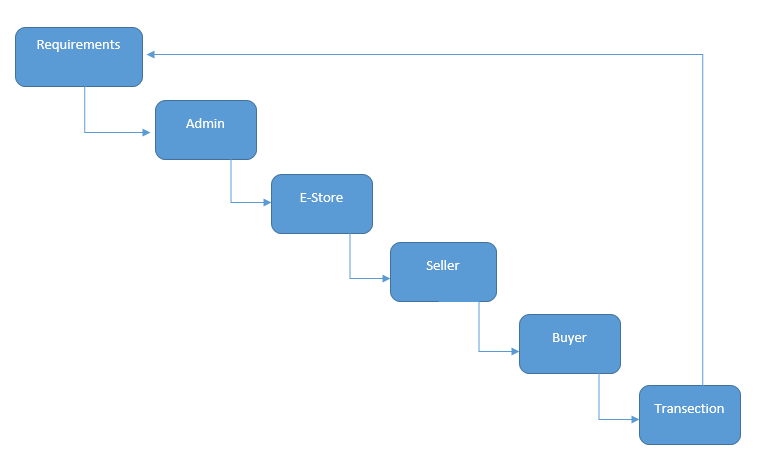 Requirements
Admin
E-Store
Seller
Buyer
Transection